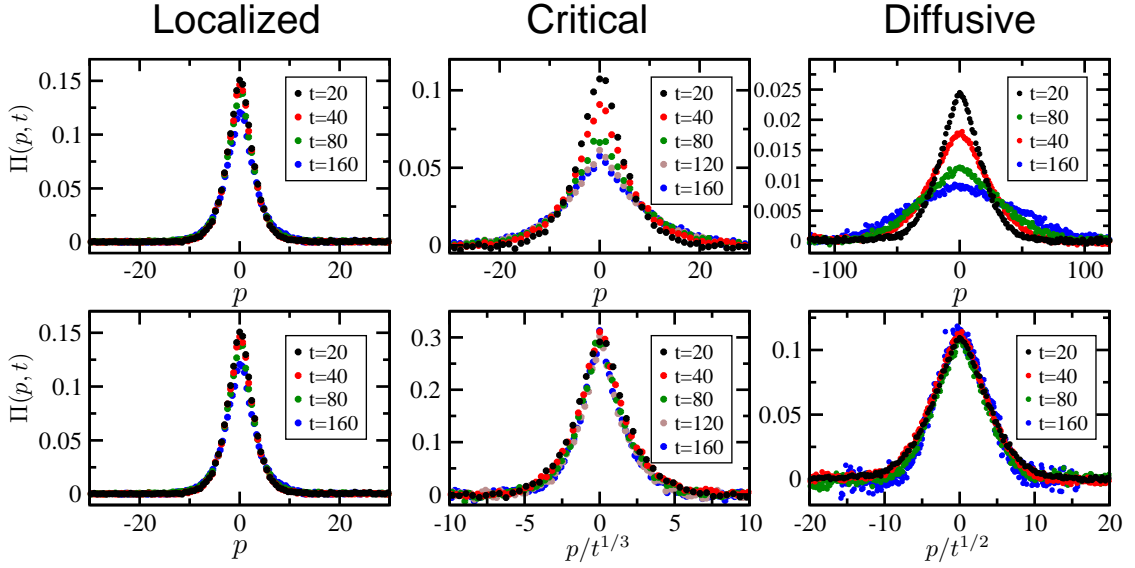 Localized
Critical
Diffusive
Π(p, t)
0.15
0.10
0.05
0
-20
0
20
p
t=20
t=40
t=80
t=160
0.1
0.05
0
-20
0
20
p
t=20
t=40
t=80
t=120
t=160
0.025
0.02
0.015
0.01
0.005
0
-100
0
100
p
t=20
t=80
t=40
t=160
Π(p, t)
0.15
0.10
0.05
0
-20
0
20
p
t=20
t=40
t=80
t=160
0.3
0.2
0.1
0
-10
-5
0
5
10
p/t^{1/3}
t=20
t=40
t=80
t=120
t=160
0.1
0.05
0
-20
-10
0
10
20
p/t^{1/2}
t=20
t=40
t=80
t=160